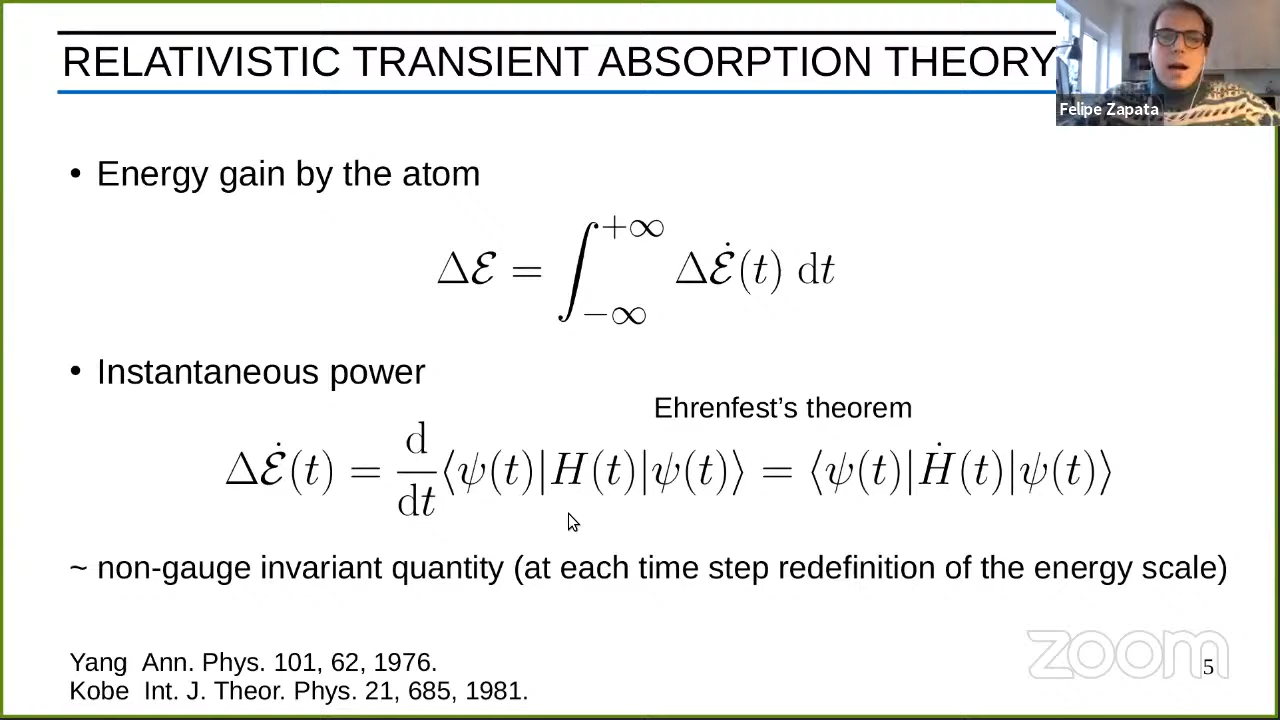 RELATIVISTIC TRANSIENT ABSORPTION THEORY
Felipe Zapata
• Energy gain by the atom
Δℰ = ∫_{−∞}^{+∞} Δℰ̇(t) dt
• Instantaneous power
Ehrenfest’s theorem
Δℰ̇(t) = d/dt ⟨ψ(t)|H(t)|ψ(t)⟩ = ⟨ψ(t)|Ḣ(t)|ψ(t)⟩
~ non-gauge invariant quantity (at each time step redefinition of the energy scale)
Yang Ann. Phys. 101, 62, 1976.
Kobe Int. J. Theor. Phys. 21, 685, 1981.
zoom
5